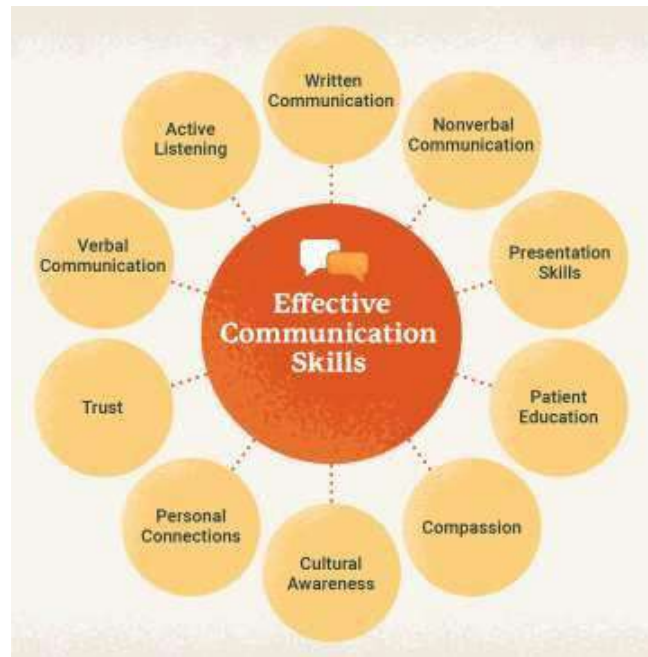 Written
Communication
Nonverbal
Communication
Presentation
Skills
Patient
Education
Compassion
Cultural
Awareness
Personal
Connections
Trust
Verbal
Communication
Active
Listening
Effective
Communication
Skills